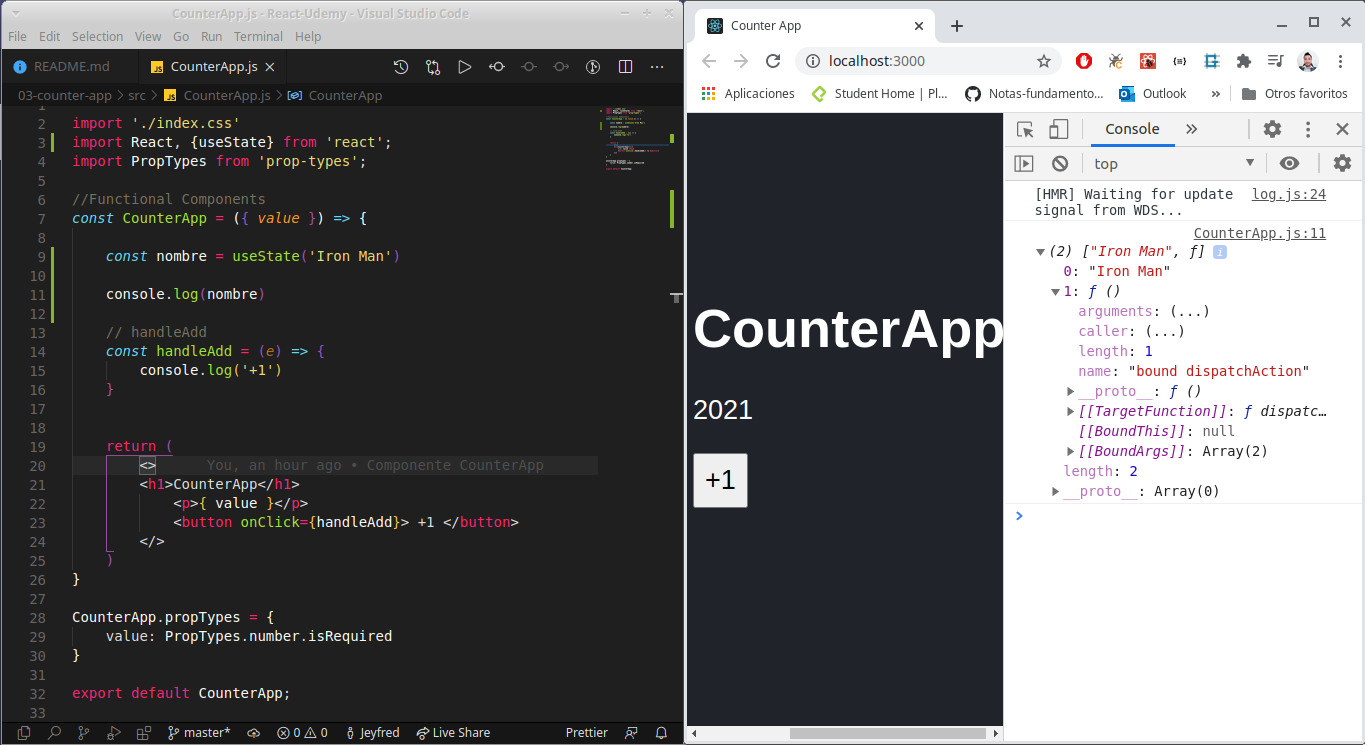 CounterApp.js - React-Udemy - Visual Studio Code
File Edit Selection View Go Run Terminal Help
README.md
JS CounterApp.js
03-counter-app > src > JS CounterApp.js > CounterApp
1
2 import './index.css'
3 import React, {useState} from 'react';
4 import PropTypes from 'prop-types';
5
6 //Functional Components
7 const CounterApp = ({ value }) => {
8
9 const nombre = useState('Iron Man')
10
11 console.log(nombre)
12
13 // handleAdd
14 const handleAdd = (e) => {
15 console.log('+1')
16 }
17
18
19 return (
20 <> You, an hour ago • Componente CounterApp
21 <h1>CounterApp</h1>
22 <p>{ value }</p>
23 <button onClick={handleAdd}> +1 </button>
24 </>
25 )
26 }
27
28 CounterApp.propTypes = {
29 value: PropTypes.number.isRequired
30 }
31
32 export default CounterApp;
33
master* 0 0 Jeyfred Live Share Prettier
Counter App
localhost:3000
Aplicaciones Student Home | Pl... Notas-fundamento... Outlook » Otros favoritos
CounterApp
2021
+1
Console »
top
[HMR] Waiting for update log.js:24
signal from WDS...
CounterApp.js:11
(2) ["Iron Man", ƒ] i
0: "Iron Man"
1: ƒ ()
arguments: (...)
caller: (...)
length: 1
name: "bound dispatchAction"
__proto__: ƒ ()
[[TargetFunction]]: ƒ dispatc…
[[BoundThis]]: null
[[BoundArgs]]: Array(2)
length: 2
__proto__: Array(0)
>